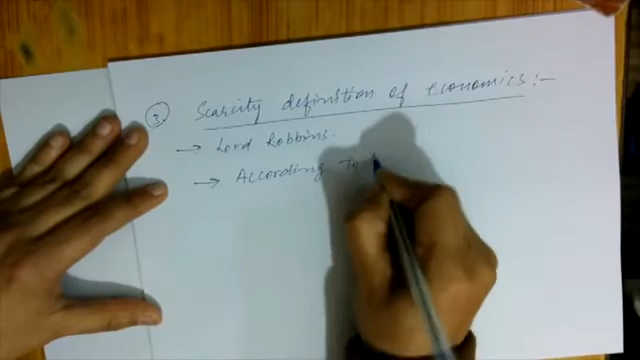 3. Scarcity definition of economics :-
→ Lord Robbins.
→ According to